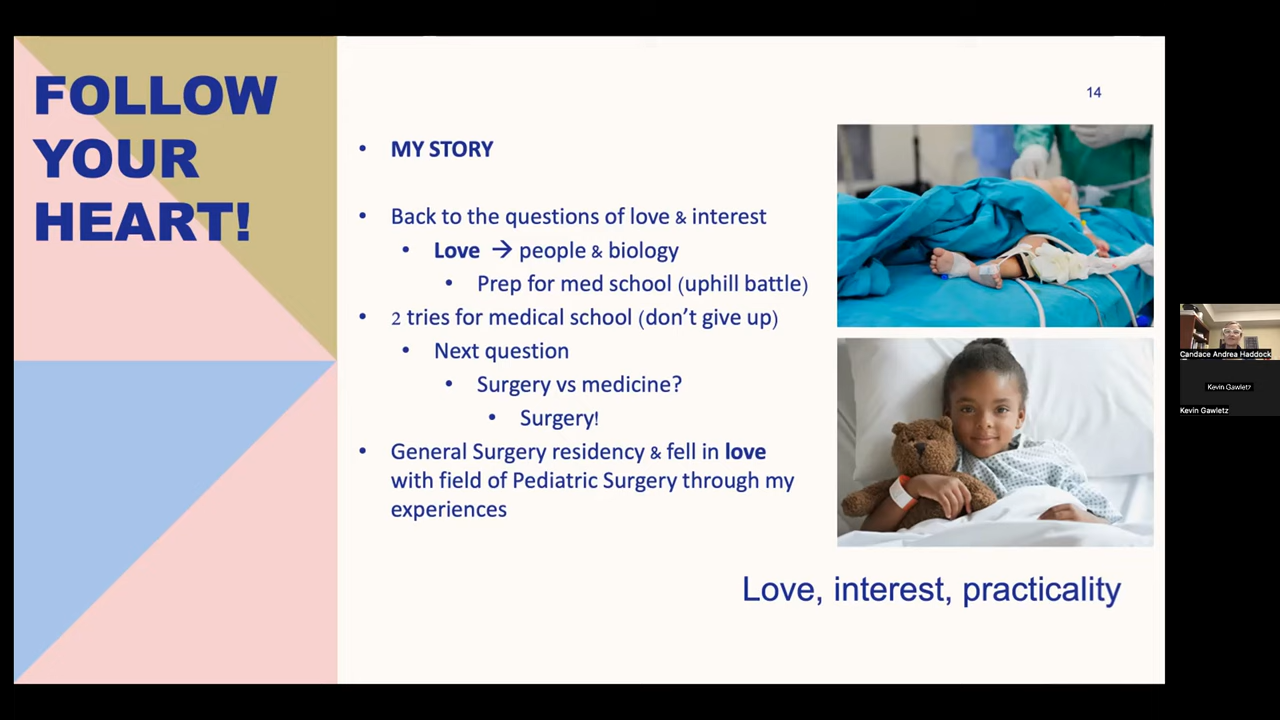 FOLLOW
YOUR
HEART!
14
• MY STORY
• Back to the questions of love & interest
• Love → people & biology
• Prep for med school (uphill battle)
• 2 tries for medical school (don't give up)
• Next question
• Surgery vs medicine?
• Surgery!
• General Surgery residency & fell in love
with field of Pediatric Surgery through my
experiences
Love, interest, practicality
Candace Andrea Haddock
Kevin Gawletz
Kevin Gawletz